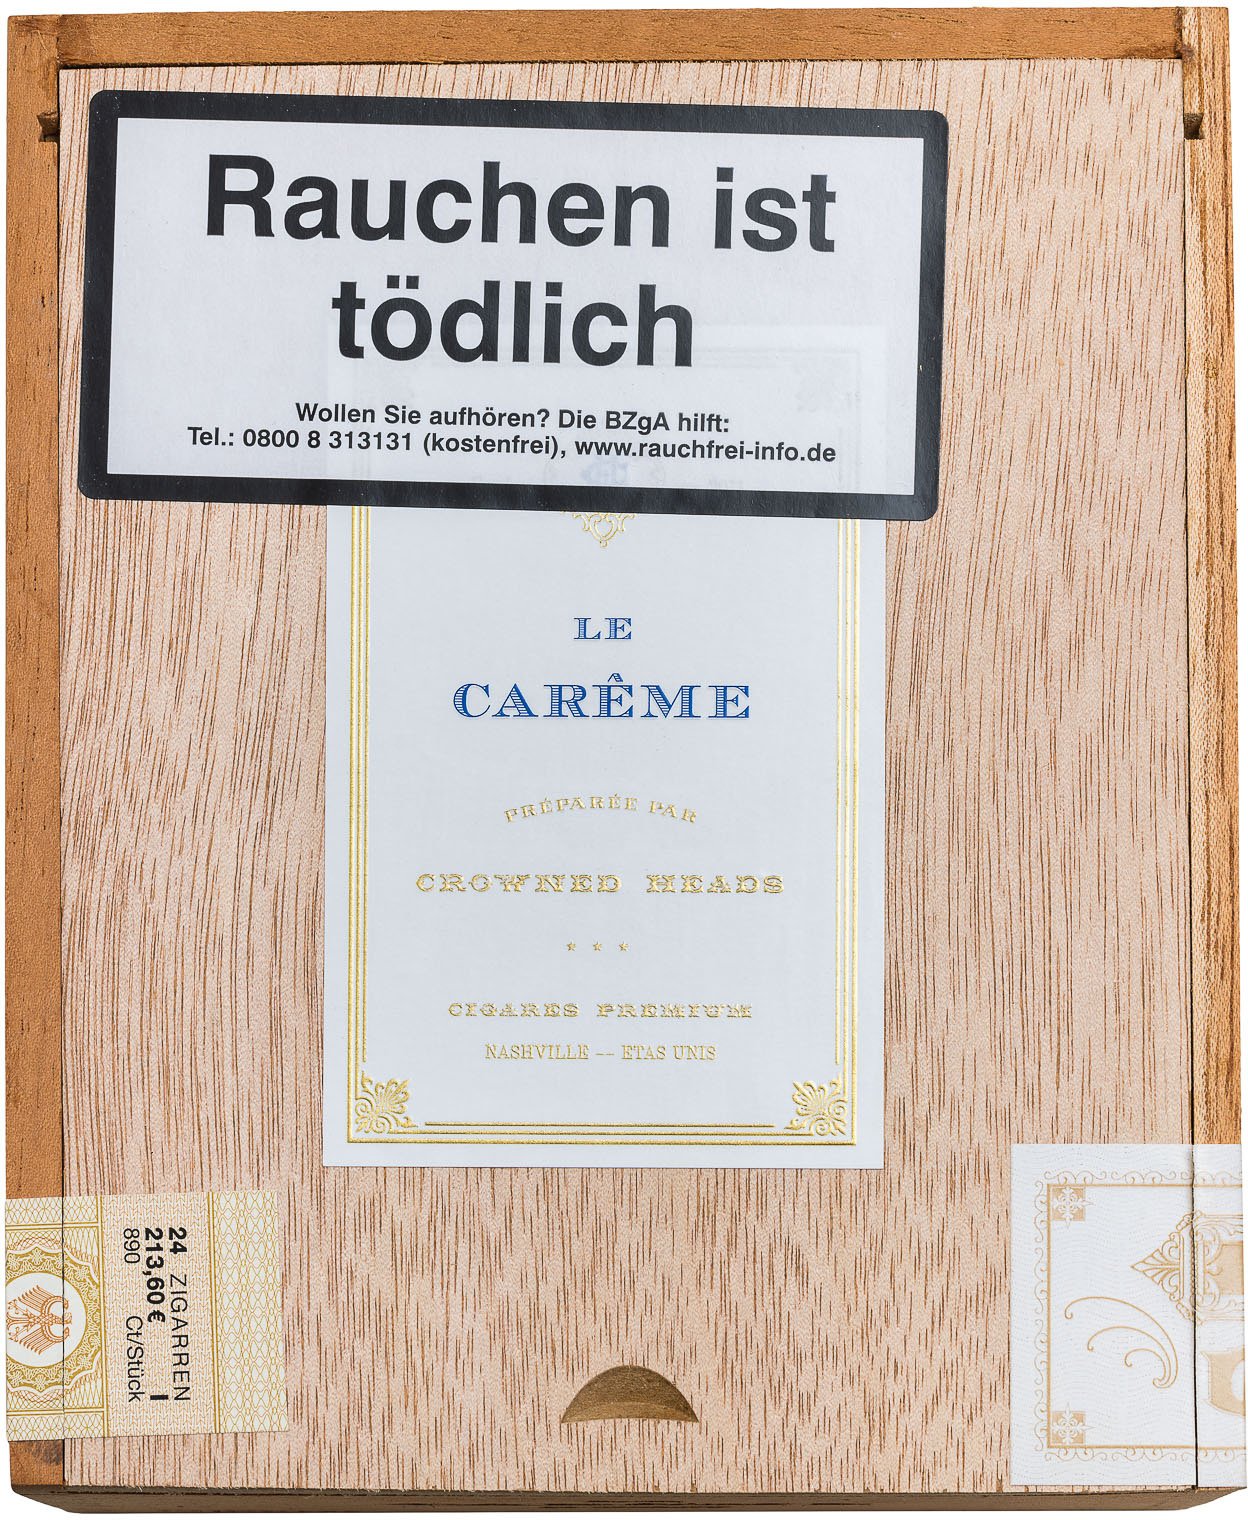 Rauchen ist
tödlich
Wollen Sie aufhören? Die BZgA hilft:
Tel.: 0800 8 313131 (kostenfrei), www.rauchfrei-info.de
LE
CARÊME
PRÉPARÉE PAR
CROWNED HEADS
CIGARES PREMIUM
NASHVILLE -- ETAS UNIS
24 ZIGARREN
213,60 € I
890 Ct/Stück